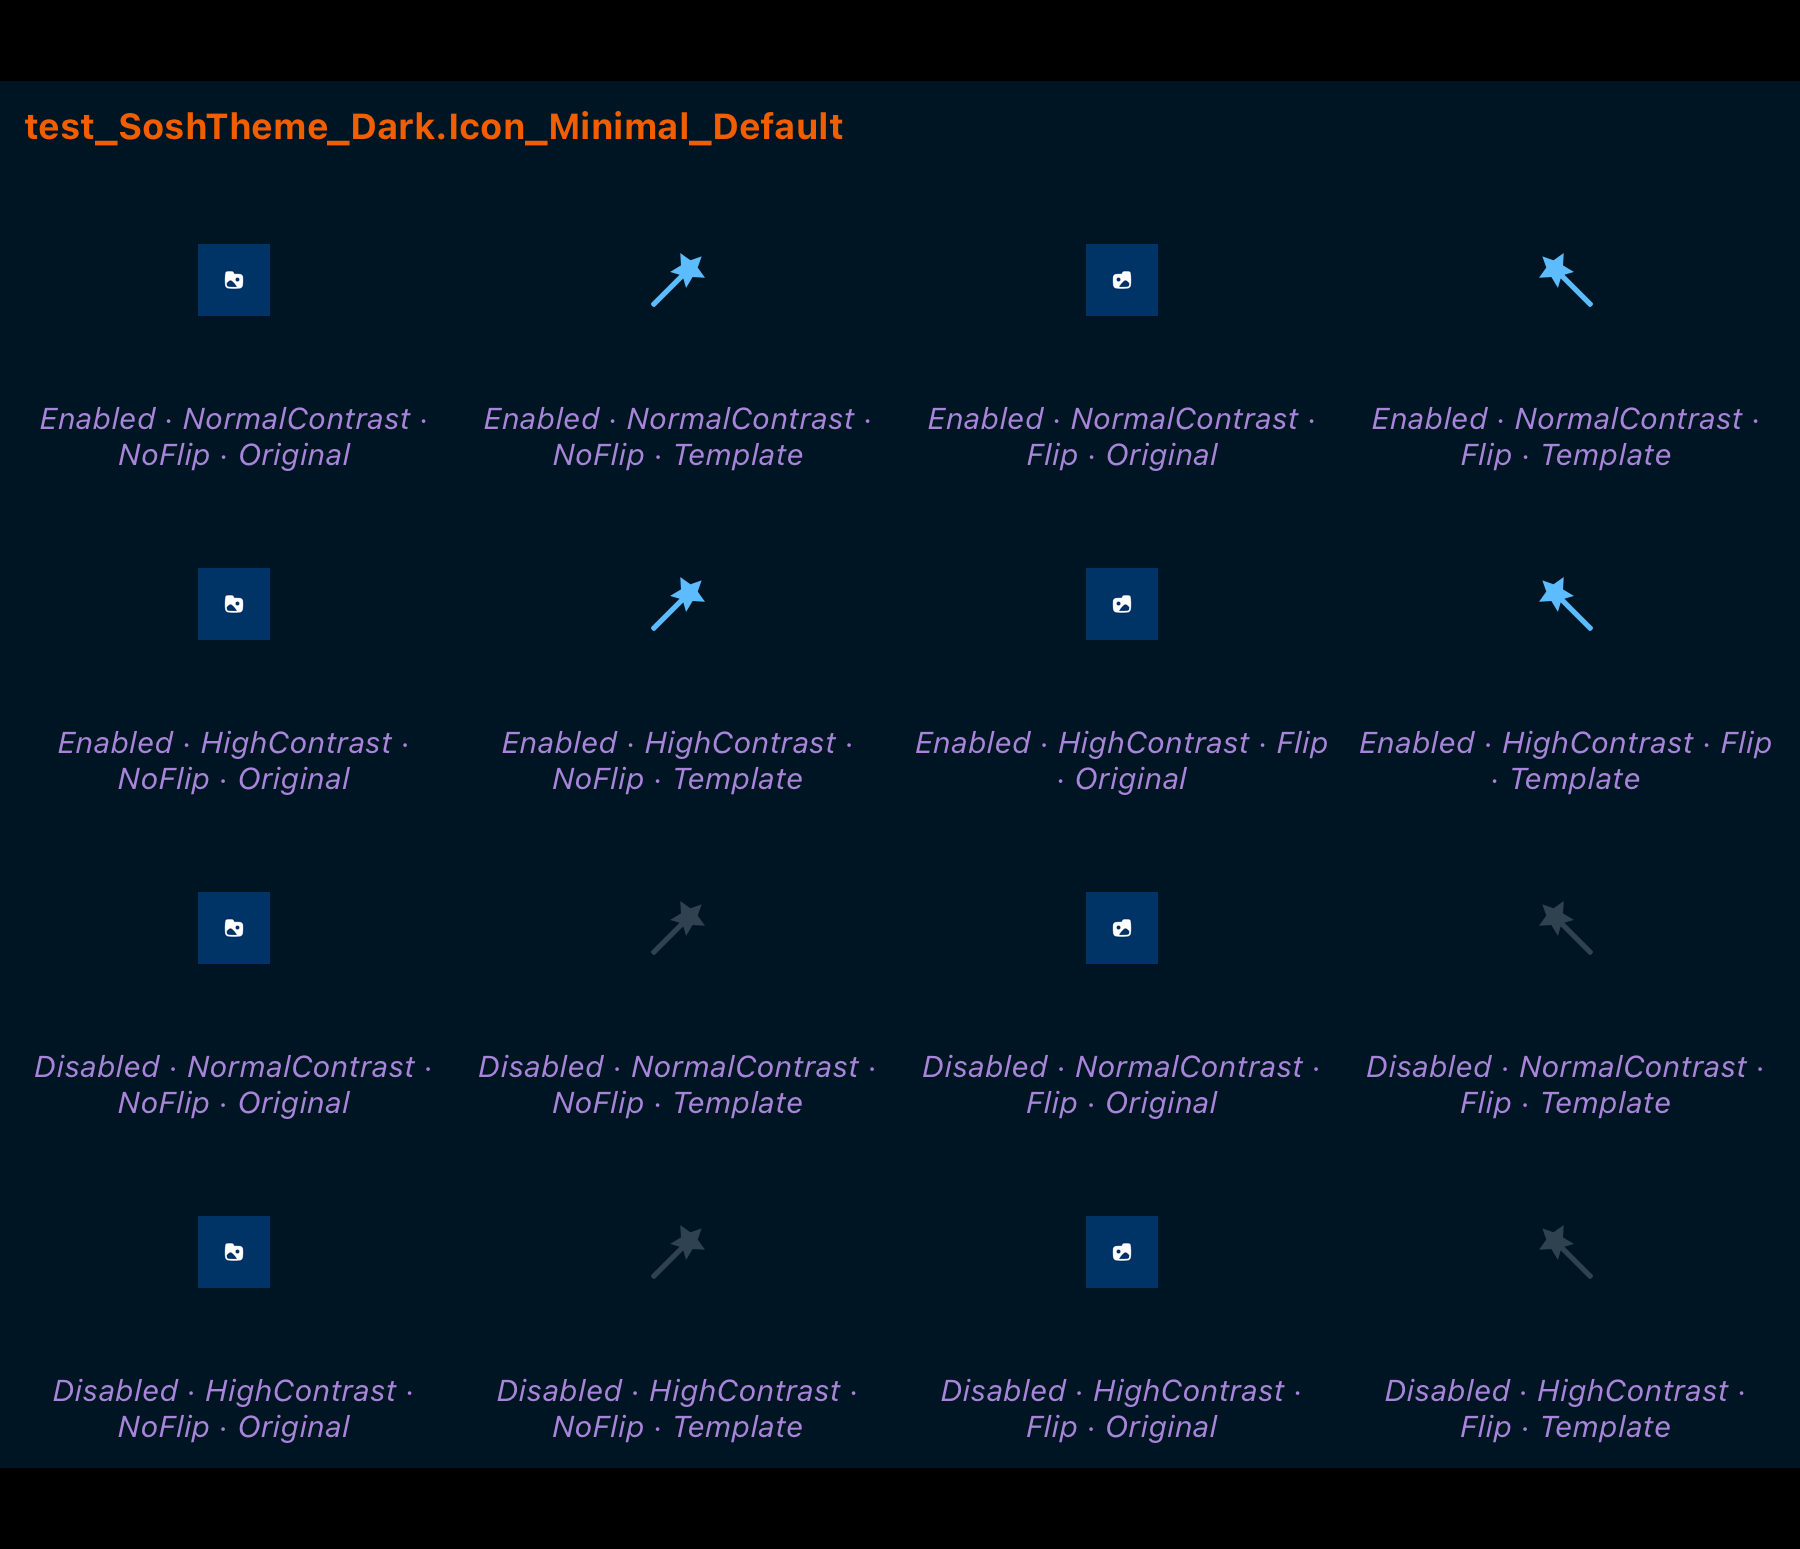 test_SoshTheme_Dark.Icon_Minimal_Default
Enabled · NormalContrast ·
NoFlip · Original
Enabled · NormalContrast ·
NoFlip · Template
Enabled · NormalContrast ·
Flip · Original
Enabled · NormalContrast ·
Flip · Template
Enabled · HighContrast ·
NoFlip · Original
Enabled · HighContrast ·
NoFlip · Template
Enabled · HighContrast · Flip
· Original
Enabled · HighContrast · Flip
· Template
Disabled · NormalContrast ·
NoFlip · Original
Disabled · NormalContrast ·
NoFlip · Template
Disabled · NormalContrast ·
Flip · Original
Disabled · NormalContrast ·
Flip · Template
Disabled · HighContrast ·
NoFlip · Original
Disabled · HighContrast ·
NoFlip · Template
Disabled · HighContrast ·
Flip · Original
Disabled · HighContrast ·
Flip · Template